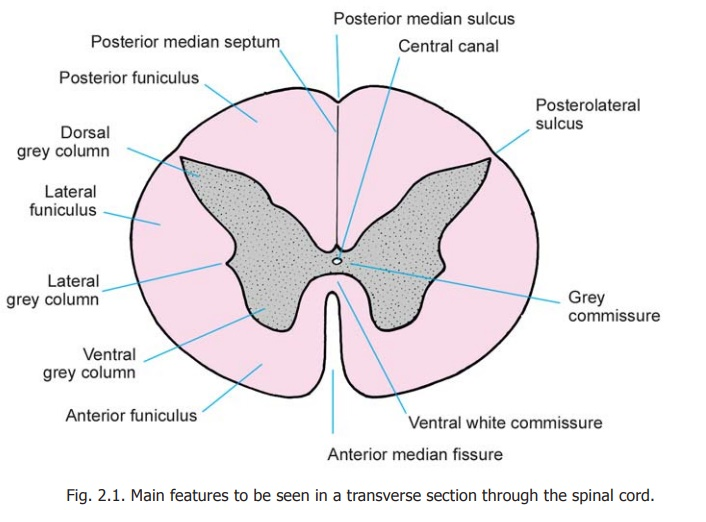 Posterior median sulcus
Posterior median septum
Central canal
Posterior funiculus
Posterolateral
sulcus
Dorsal
grey column
Lateral
funiculus
Lateral
grey column
Grey
commissure
Ventral
grey column
Anterior funiculus
Ventral white commissure
Anterior median fissure
Fig. 2.1. Main features to be seen in a transverse section through the spinal cord.